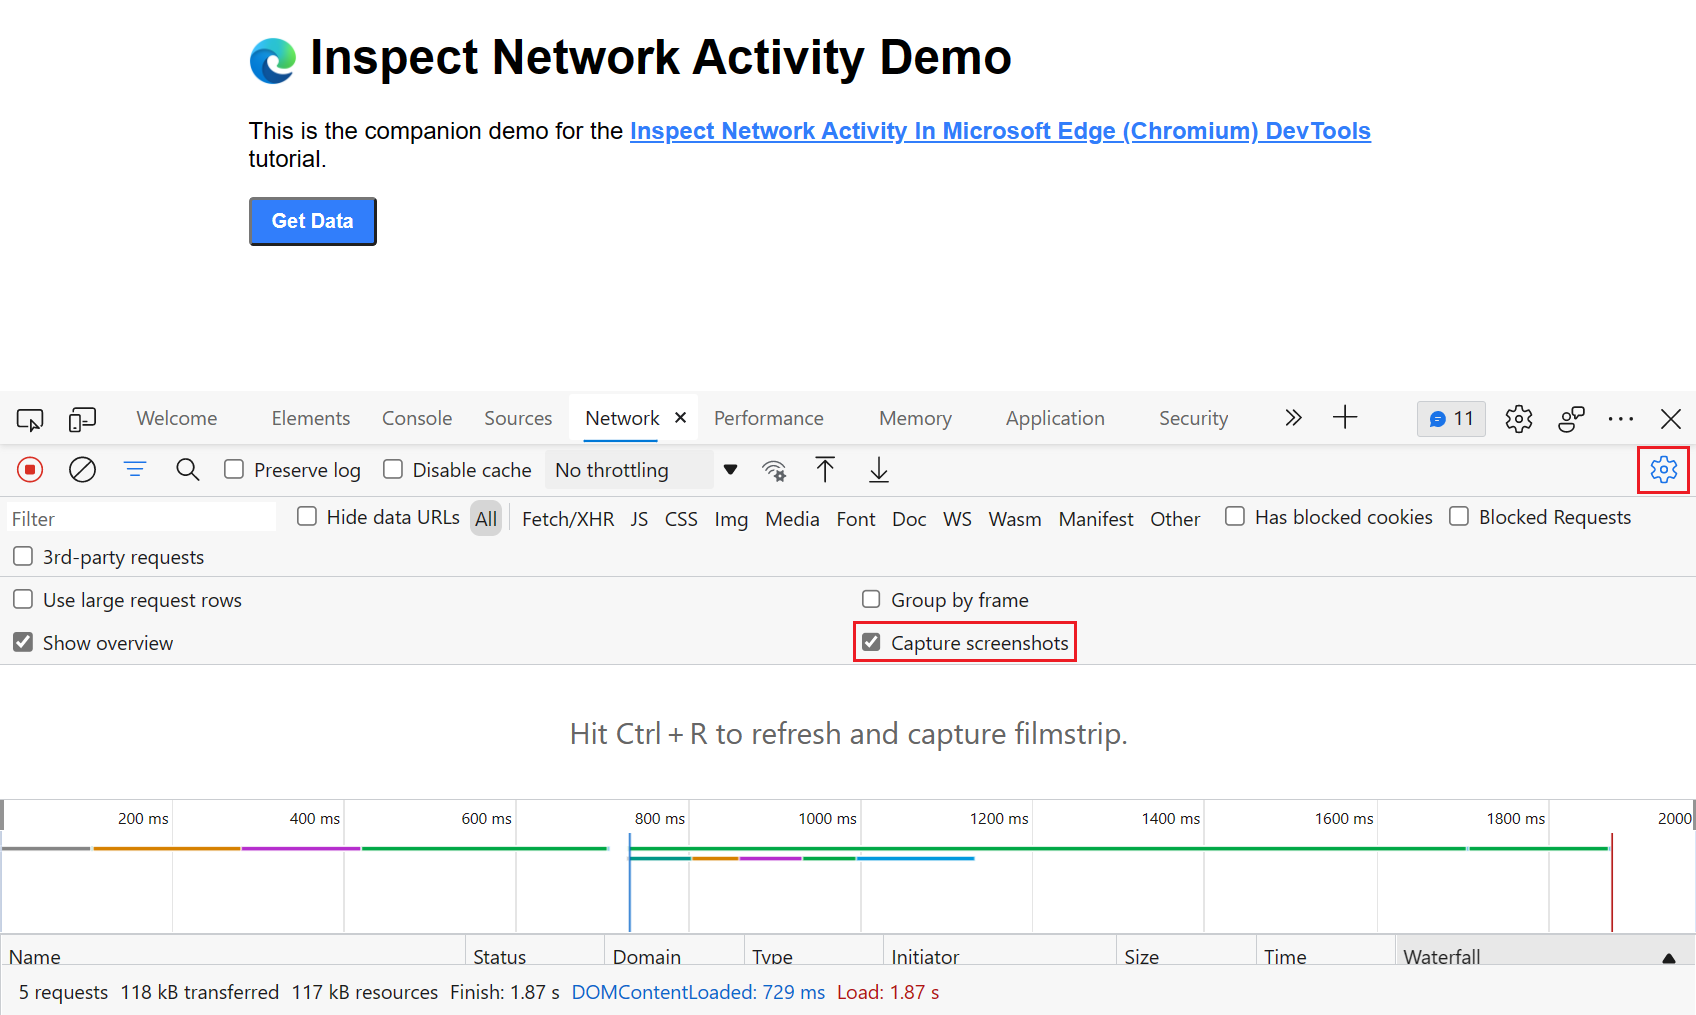 Inspect Network Activity Demo
This is the companion demo for the Inspect Network Activity In Microsoft Edge (Chromium) DevTools
tutorial.
Get Data
Welcome Elements Console Sources Network Performance Memory Application Security 11
Preserve log Disable cache No throttling
Filter Hide data URLs All Fetch/XHR JS CSS Img Media Font Doc WS Wasm Manifest Other Has blocked cookies Blocked Requests
3rd-party requests
Use large request rows Group by frame
Show overview Capture screenshots
Hit Ctrl + R to refresh and capture filmstrip.
200 ms 400 ms 600 ms 800 ms 1000 ms 1200 ms 1400 ms 1600 ms 1800 ms 2000
Name Status Domain Type Initiator Size Time Waterfall
5 requests 118 kB transferred 117 kB resources Finish: 1.87 s DOMContentLoaded: 729 ms Load: 1.87 s